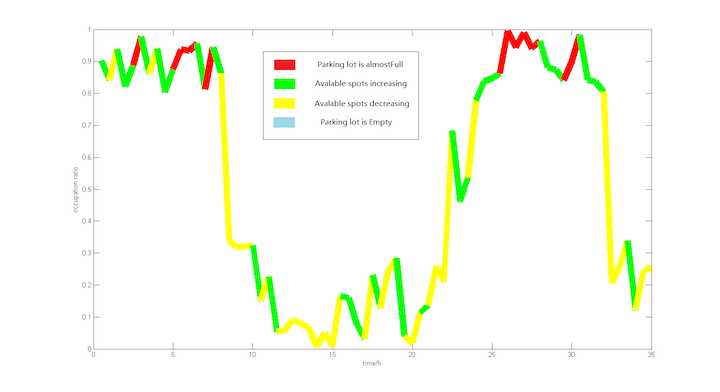 1
0.9
0.8
0.7
0.6
0.5
0.4
0.3
0.2
0.1
0
occupation ratio
Parking lot is almostFull
Avalable spots increasing
Avalable spots decreasing
Parking lot is Empty
0 5 10 15 20 25 30 35
time/h